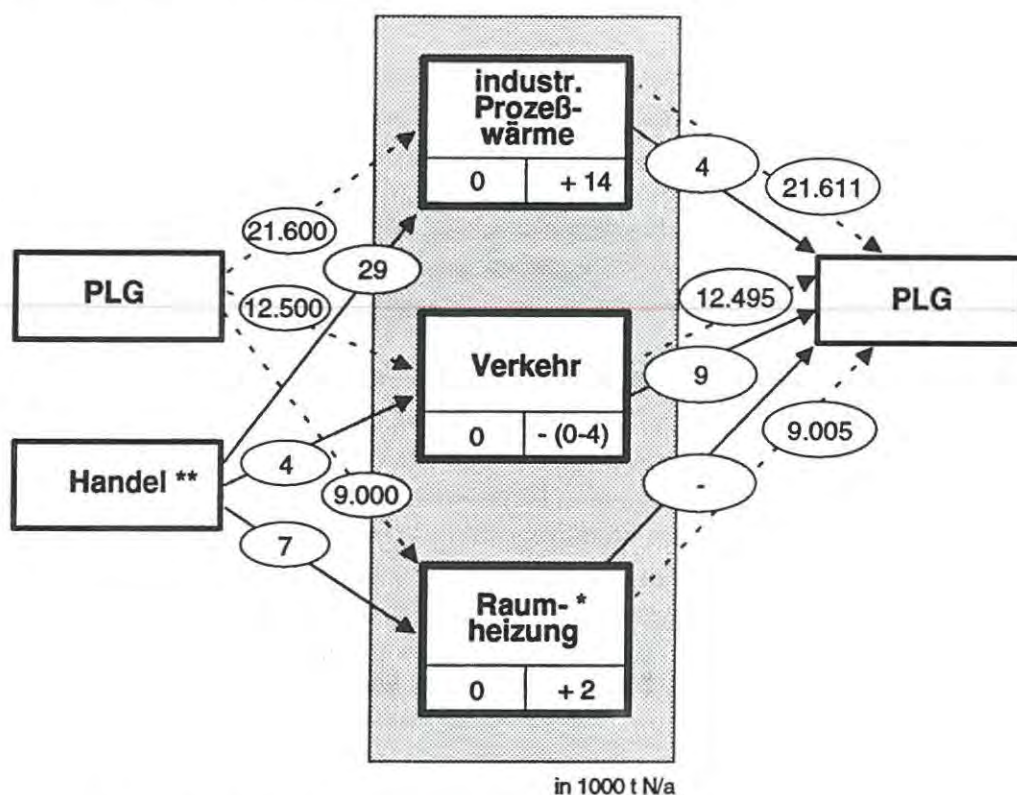 industr.
Prozeß-
wärme
0 + 14
4
21.611
21.600
29
PLG
12.500
12.495
PLG
Verkehr
0 - (0-4)
9
9.005
Handel **
4
9.000
-
7
Raum- *
heizung
0 + 2
in 1000 t N/a